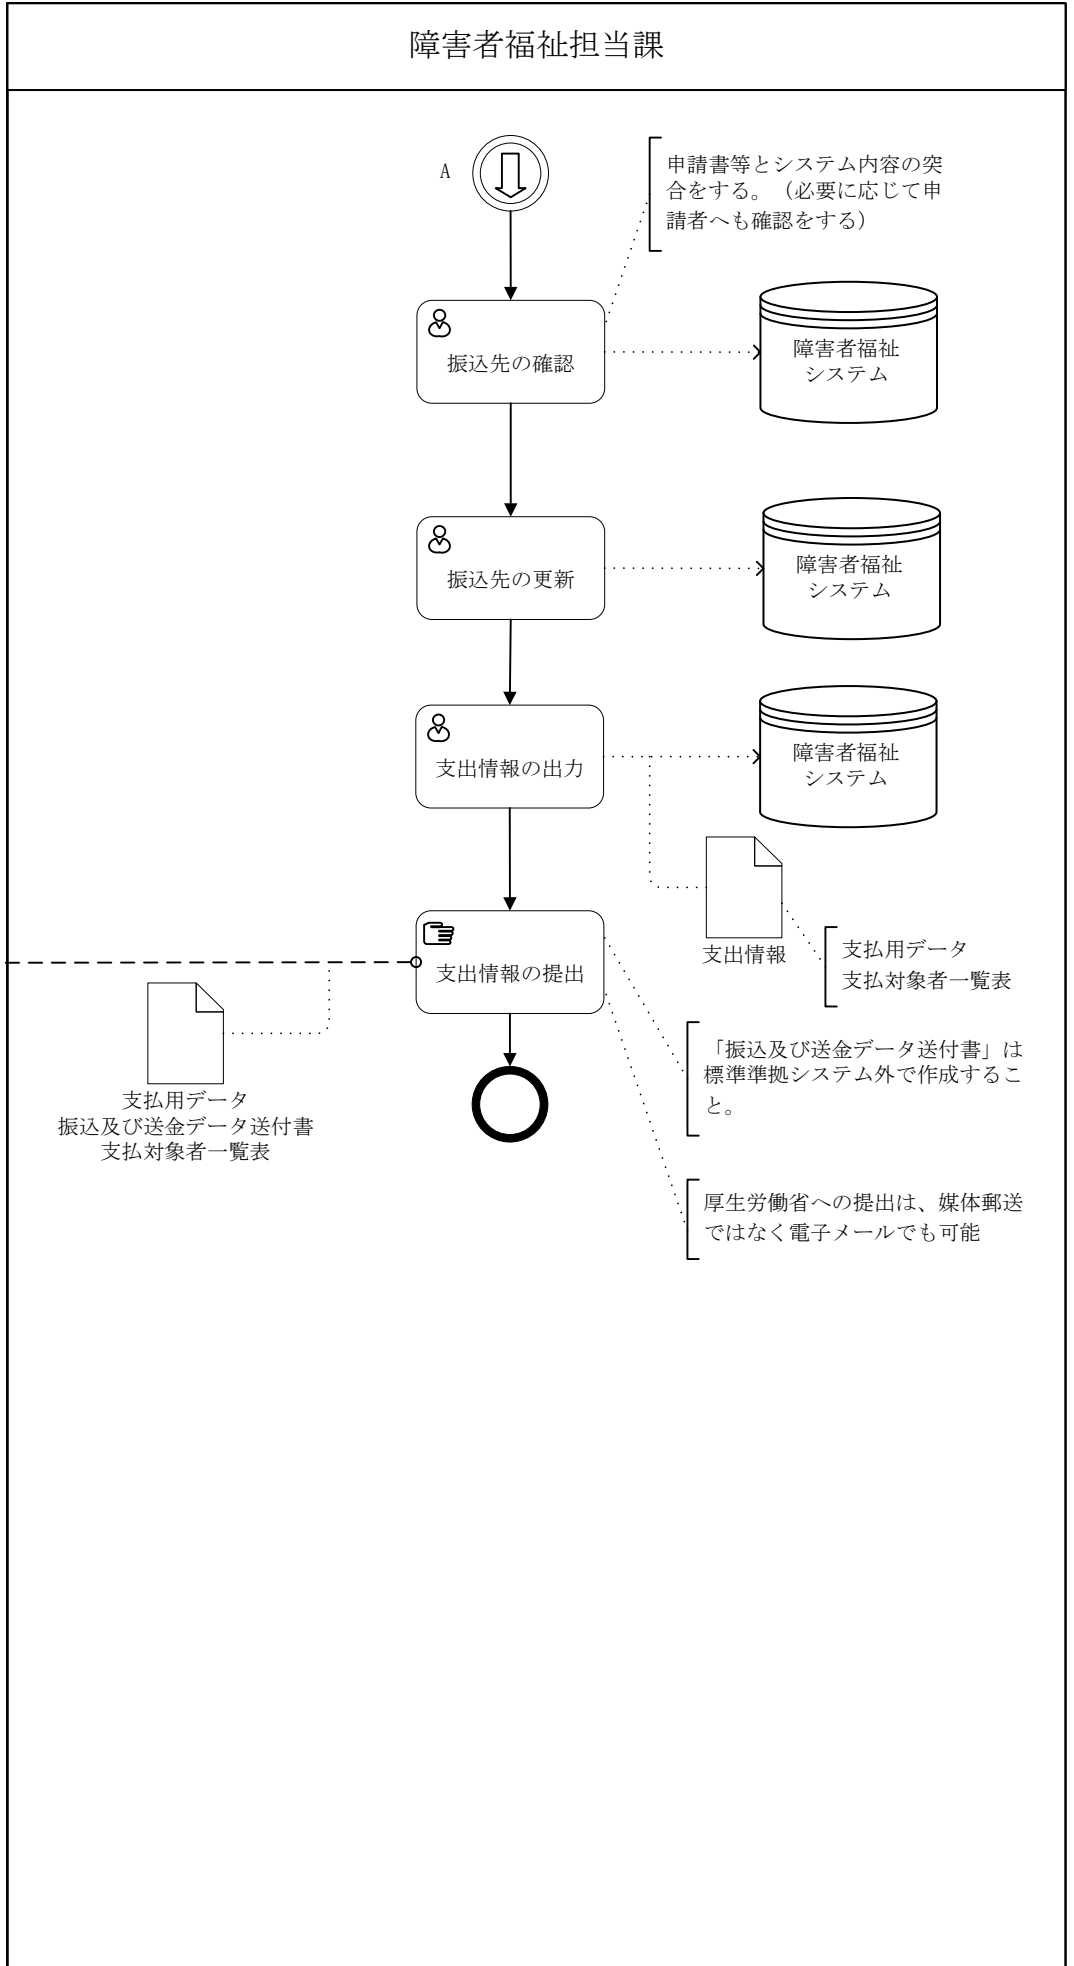 障害者福祉担当課
A
申請書等とシステム内容の突
合をする。（必要に応じて申
請者へも確認をする）
振込先の確認
障害者福祉
システム
振込先の更新
障害者福祉
システム
支出情報の出力
障害者福祉
システム
支出情報
支払用データ
支払対象者一覧表
支出情報の提出
支払用データ
振込及び送金データ送付書
支払対象者一覧表
「振込及び送金データ送付書」は
標準準拠システム外で作成するこ
と。
厚生労働省への提出は、媒体郵送
ではなく電子メールでも可能